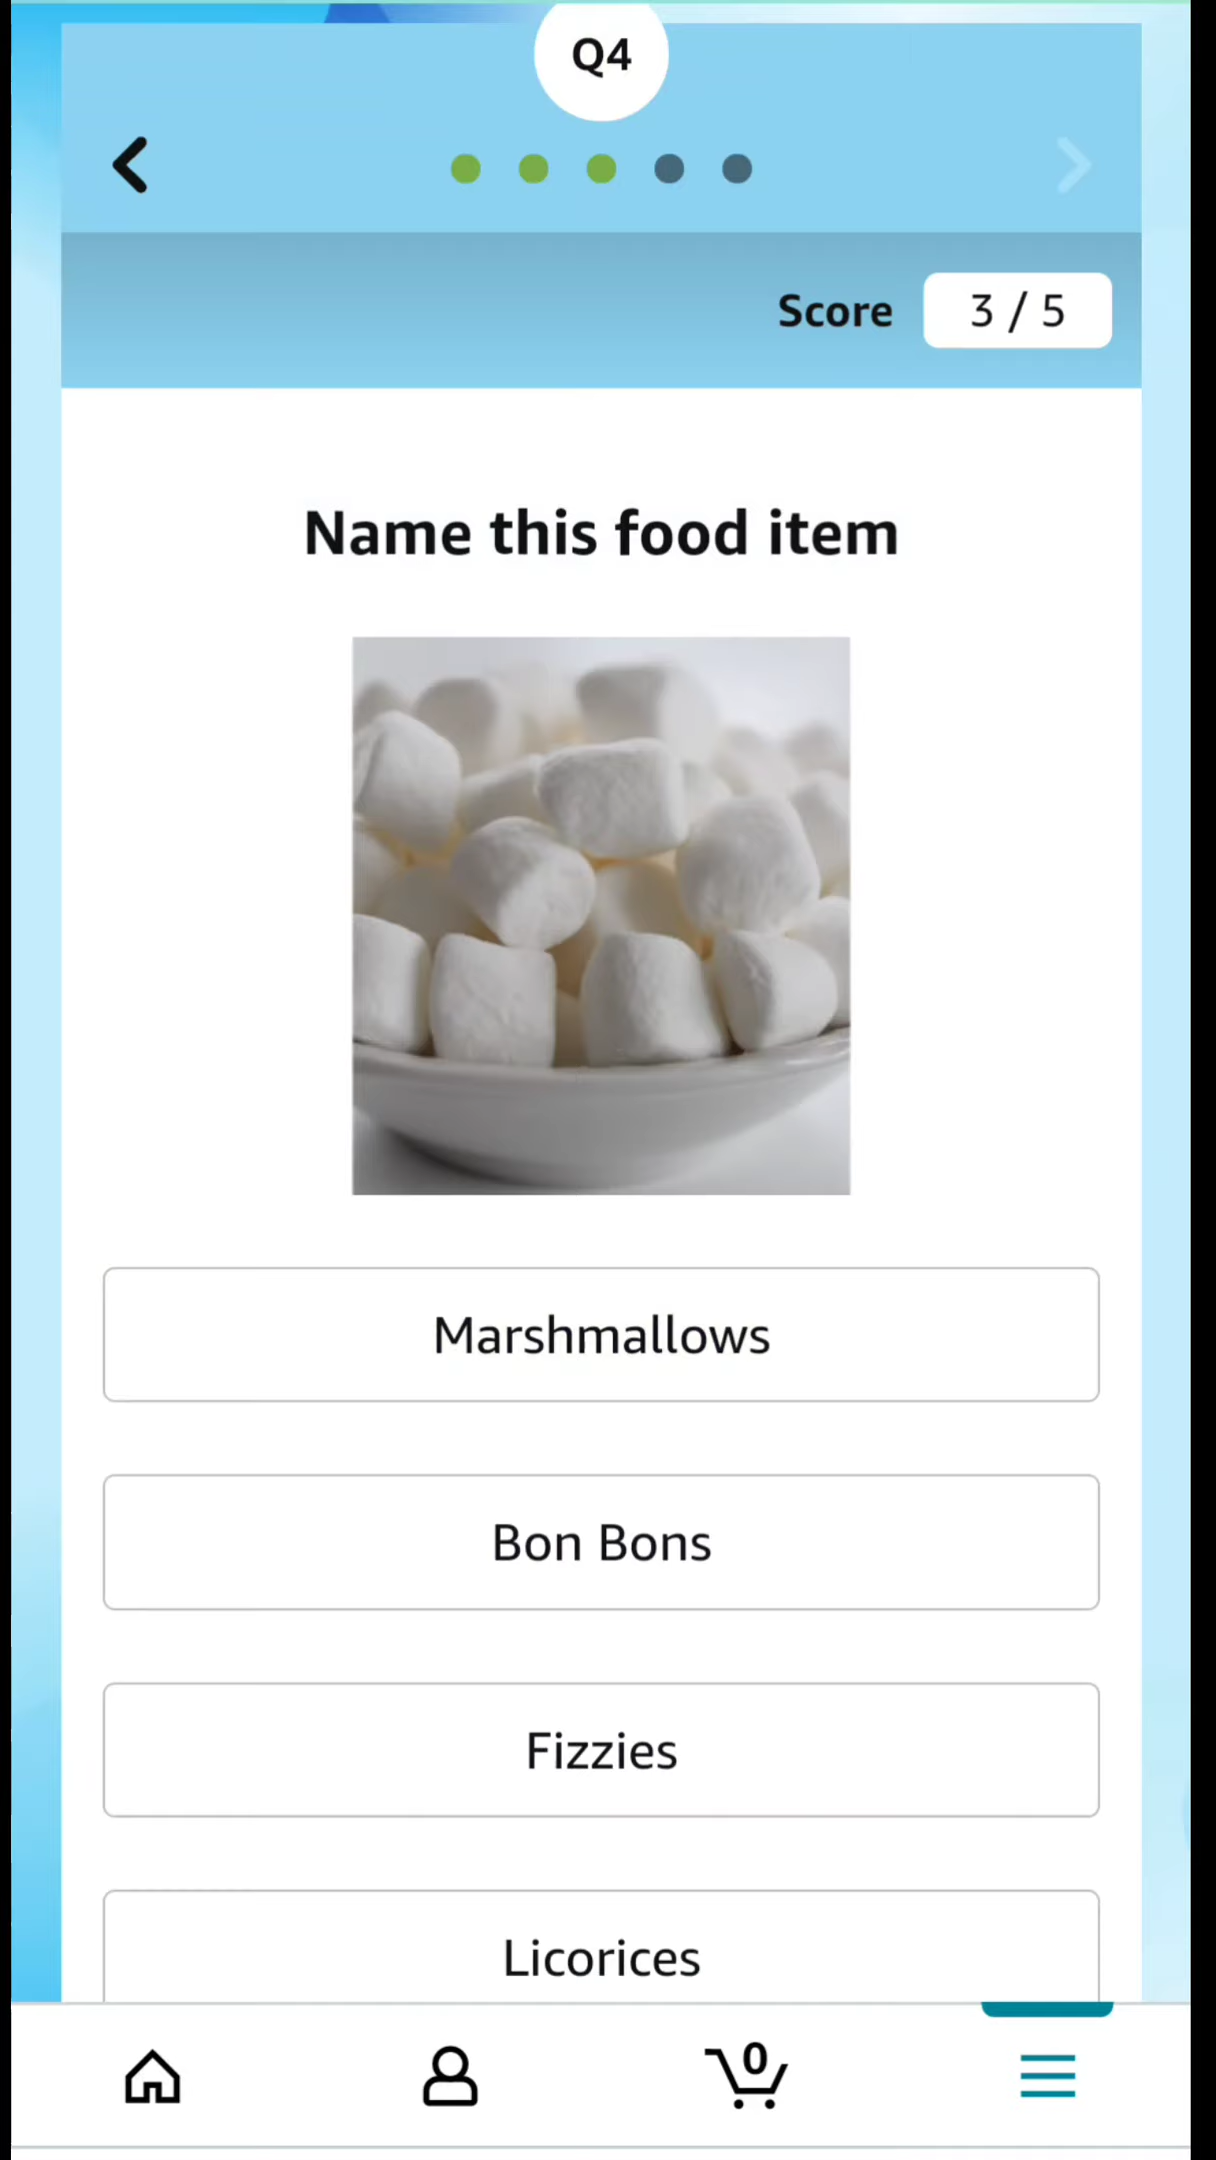 Q4
Score 3 / 5
Name this food item
Marshmallows
Bon Bons
Fizzies
Licorices
0